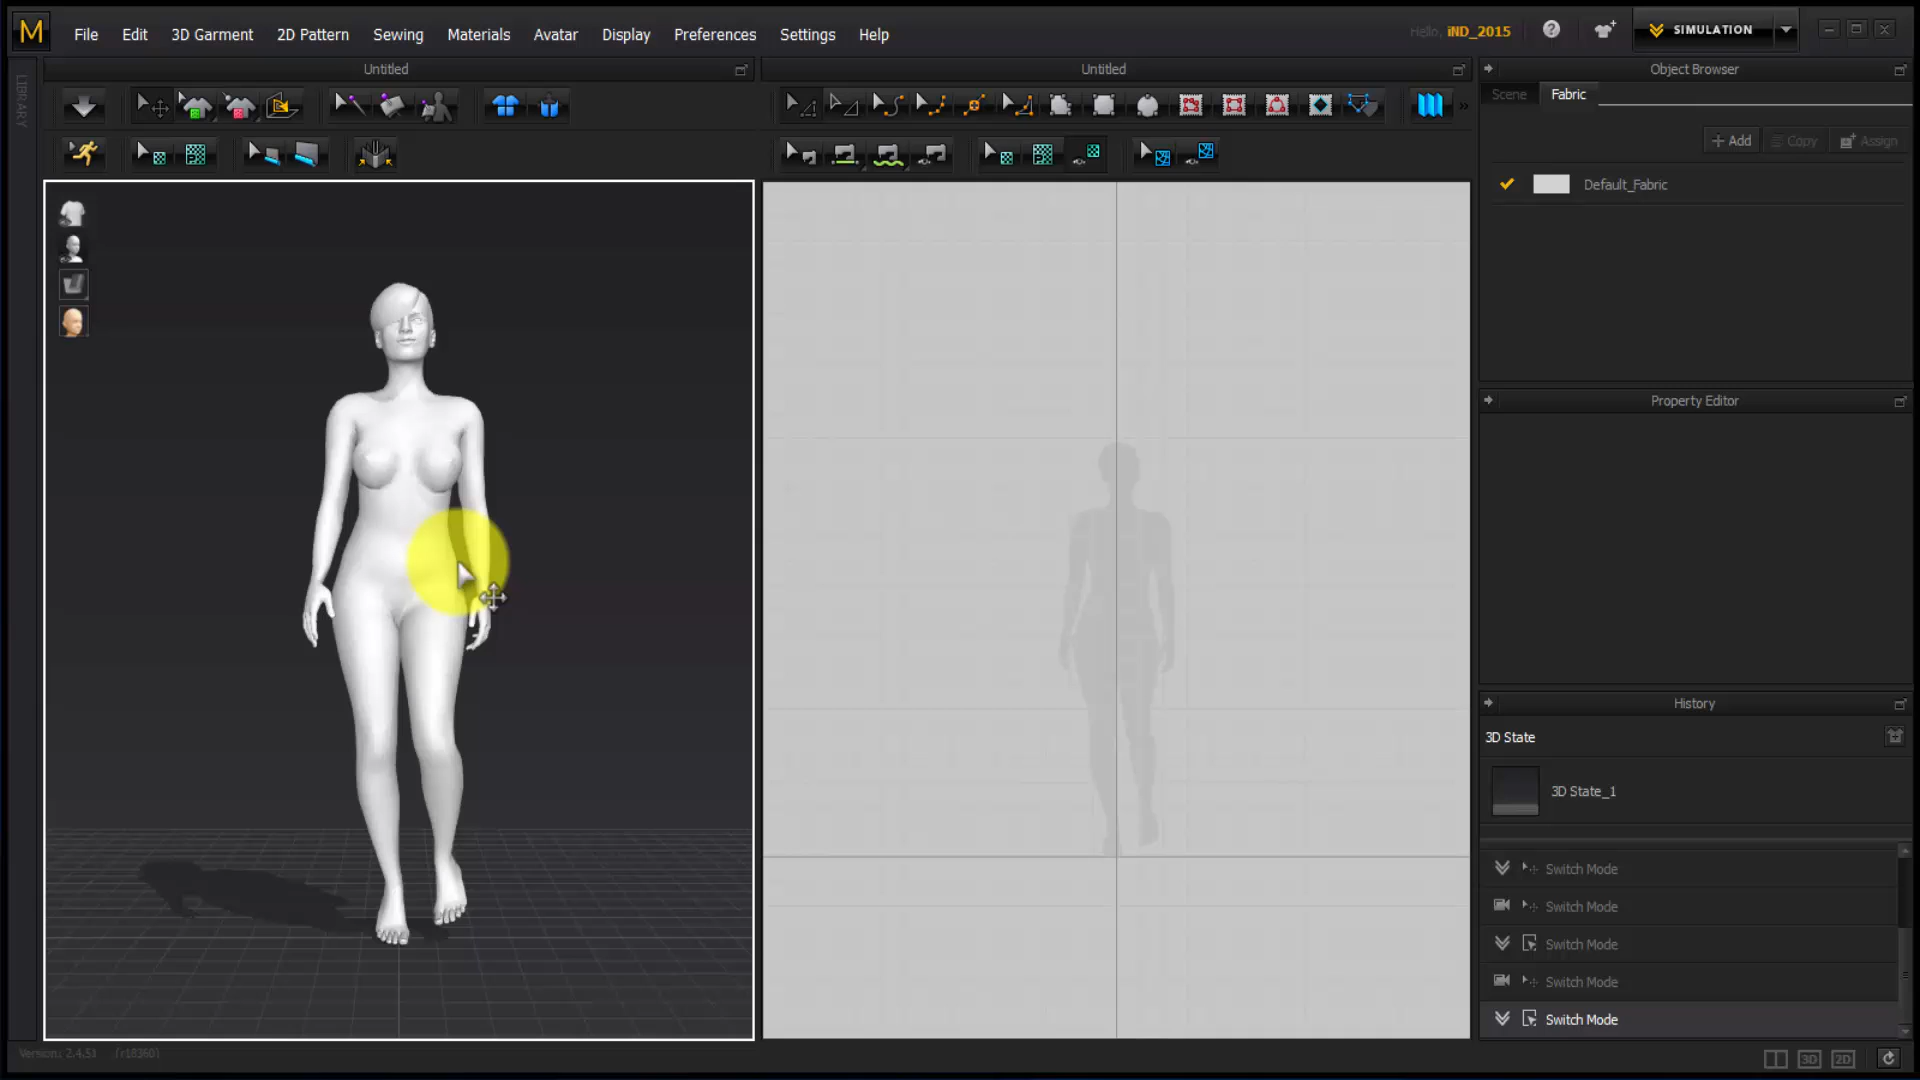 M File Edit 3D Garment 2D Pattern Sewing Materials Avatar Display Preferences Settings Help Hello, iND_2015 ? SIMULATION
LIBRARY
Untitled
Untitled
Object Browser
Scene Fabric
+ Add Copy Assign
Default_Fabric
Property Editor
History
3D State
3D State_1
Switch Mode
Switch Mode
Switch Mode
Switch Mode
Switch Mode
Version: 2.4.51 (r18360)
3D 2D